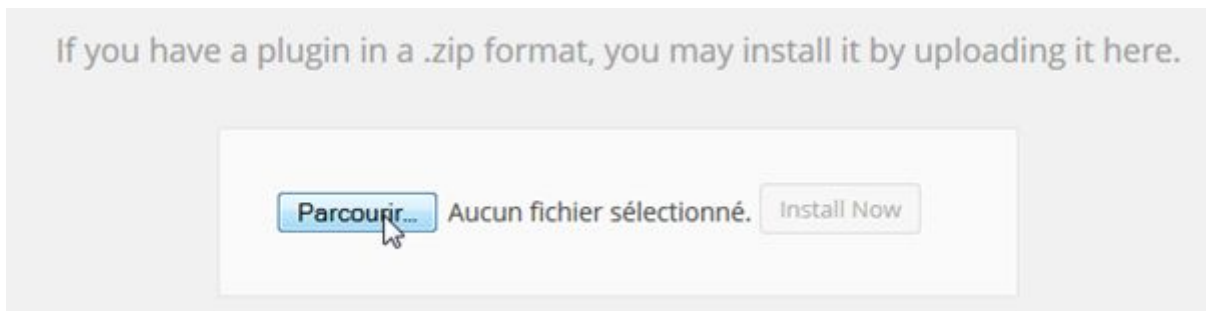 If you have a plugin in a .zip format, you may install it by uploading it here.
Parcourir... Aucun fichier sélectionné. Install Now